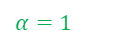 α = 1